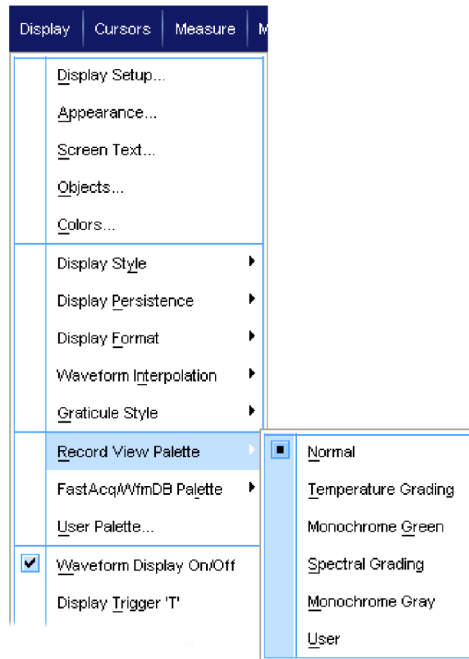 Display Cursors Measure M
Display Setup...
Appearance...
Screen Text...
Objects...
Colors...
Display Style
Display Persistence
Display Format
Waveform Interpolation
Graticule Style
Record View Palette
FastAcq/WfmDB Palette
User Palette...
Waveform Display On/Off
Display Trigger 'T'
Normal
Temperature Grading
Monochrome Green
Spectral Grading
Monochrome Gray
User